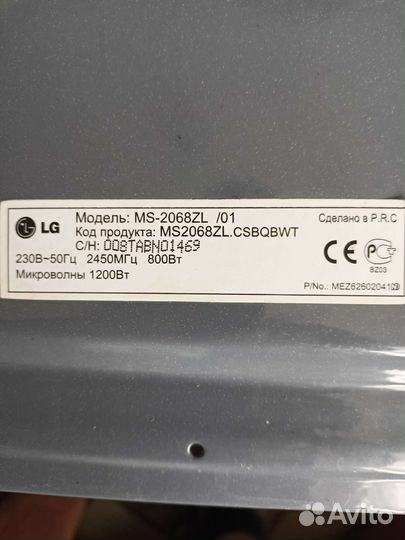 LG
Модель: MS-2068ZL /01
Код продукта: MS2068ZL.CSBQBWT
С/Н: 008TABN01469
Сделано в P.R.C
230В~50Гц 2450МГц 800Вт
Микроволны 1200Вт
BZ03
P/No.: MEZ62602041
Avito